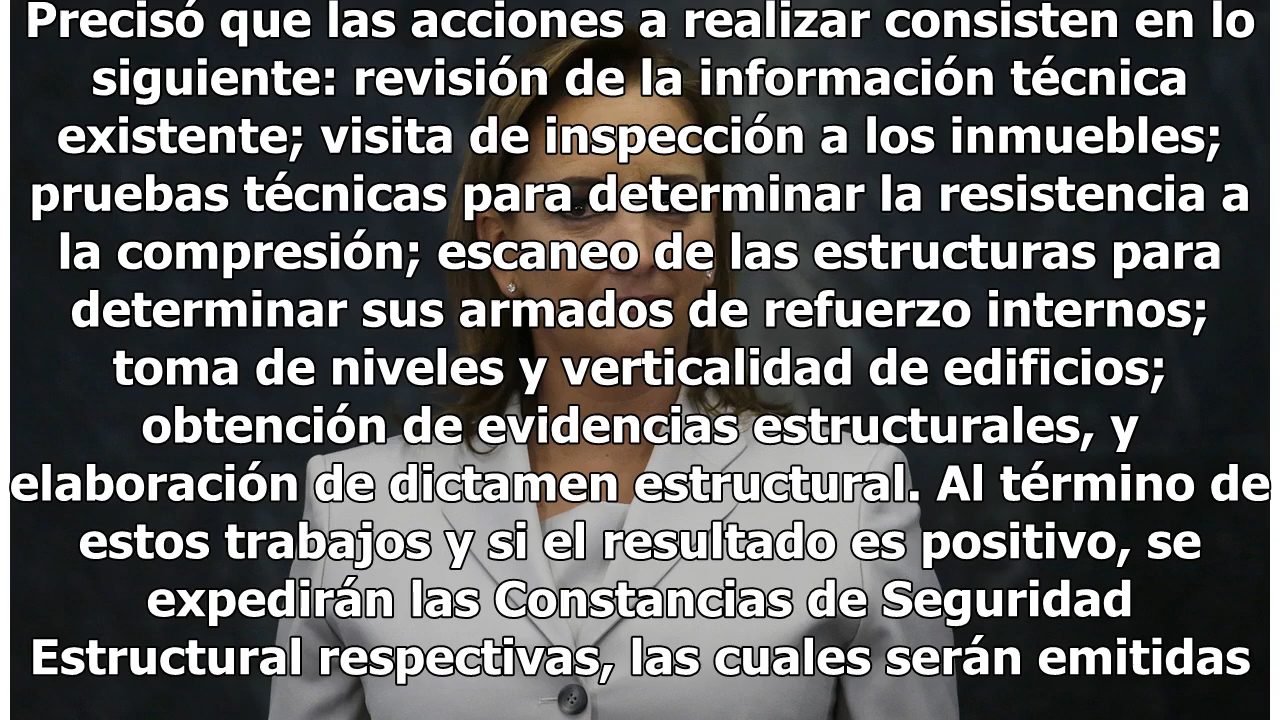 Precisó que las acciones a realizar consisten en lo
siguiente: revisión de la información técnica
existente; visita de inspección a los inmuebles;
pruebas técnicas para determinar la resistencia a
la compresión; escaneo de las estructuras para
determinar sus armados de refuerzo internos;
toma de niveles y verticalidad de edificios;
obtención de evidencias estructurales, y
elaboración de dictamen estructural. Al término de
estos trabajos y si el resultado es positivo, se
expedirán las Constancias de Seguridad
Estructural respectivas, las cuales serán emitidas